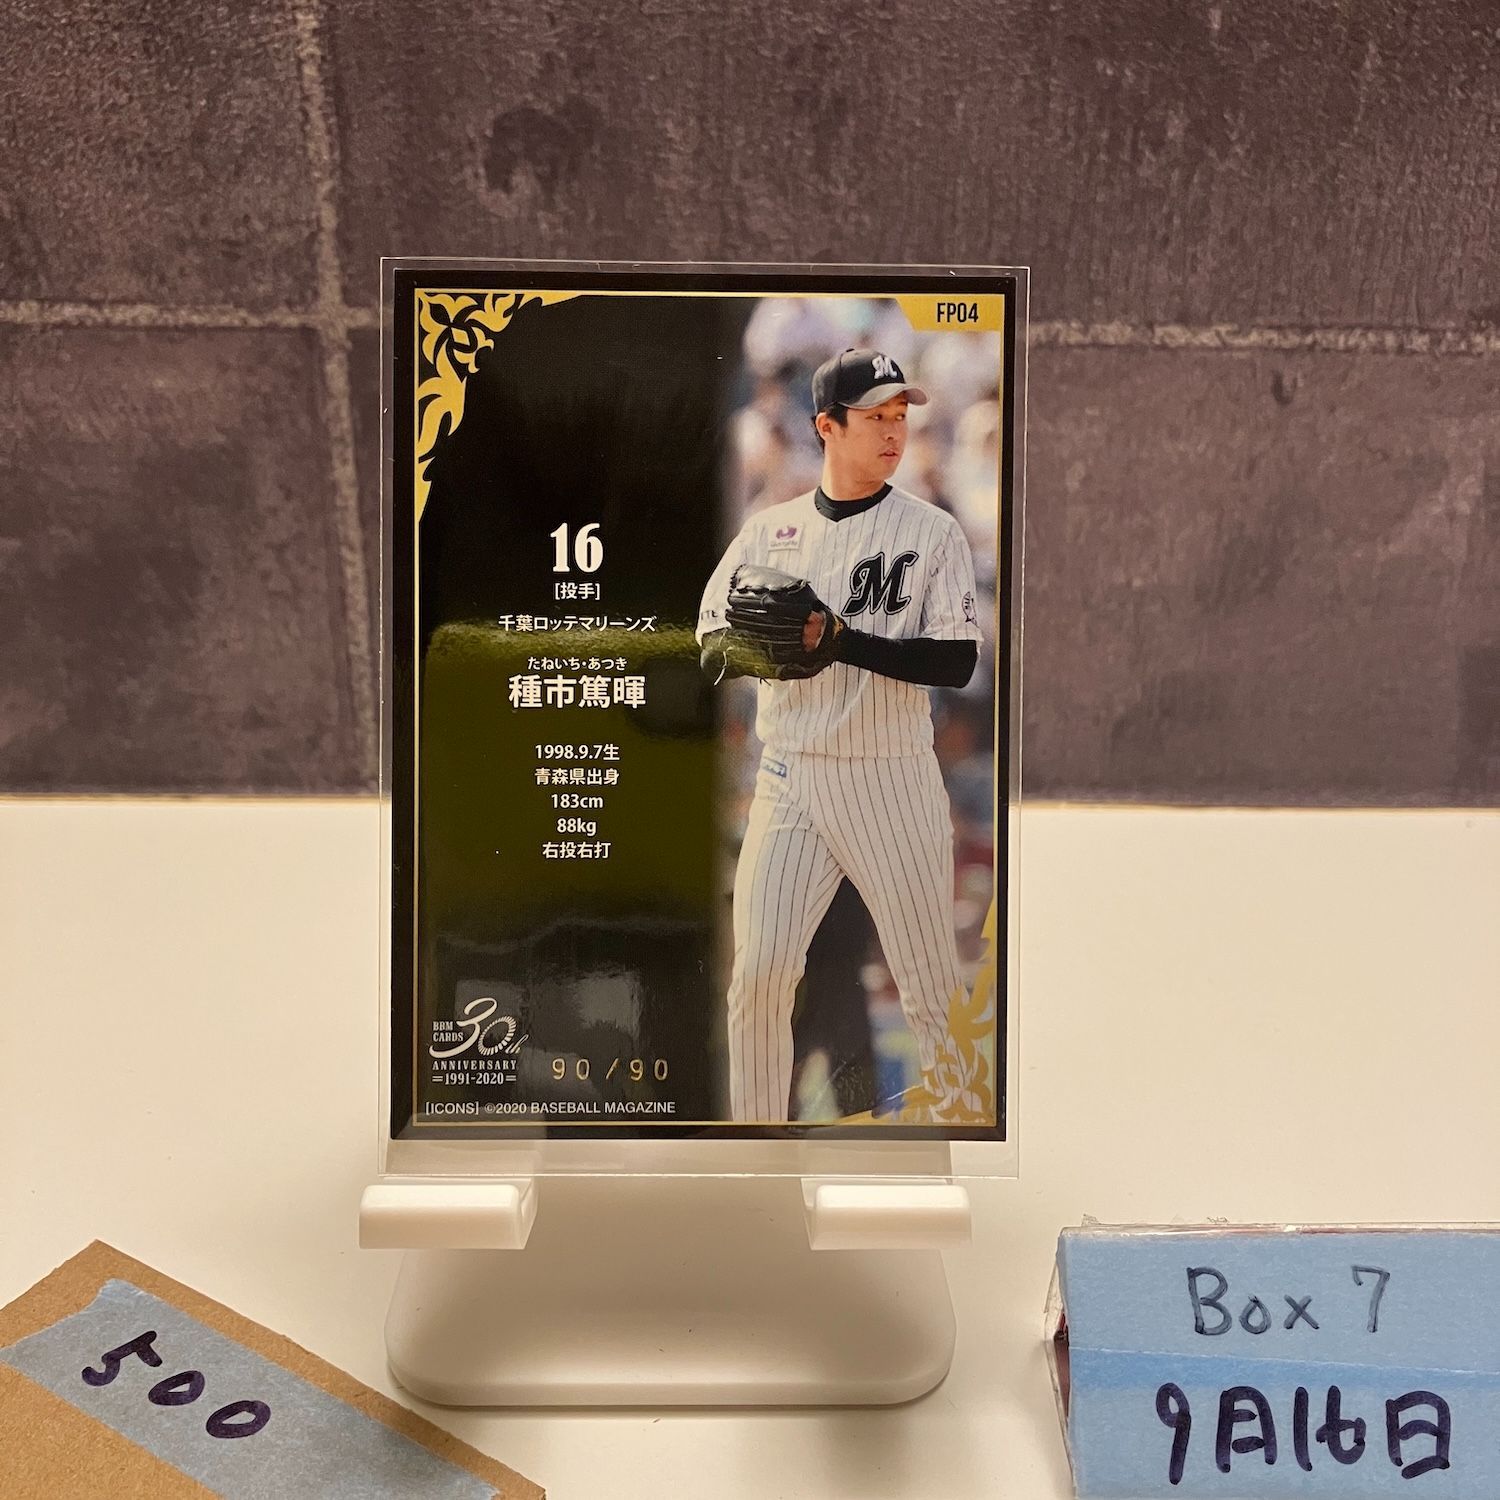 FP04
M
M
16
[投手]
千葉ロッテマリーンズ
たねいち・あつき
種市篤暉
1998.9.7生
青森県出身
183cm
88kg
右投右打
BBM
CARDS
30th
ANNIVERSARY
=1991-2020=
90/90
[ICONS] ©2020 BASEBALL MAGAZINE
500
Box 7
9月16日